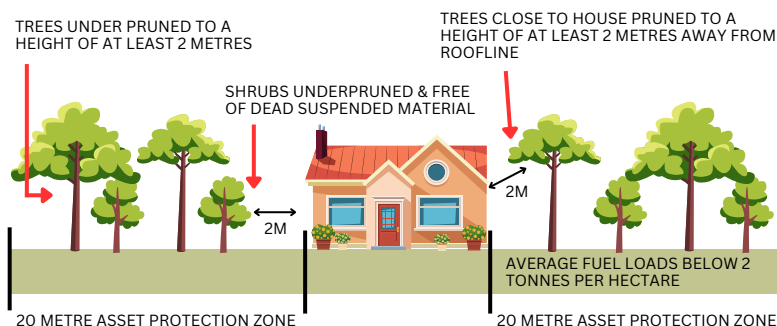 TREES UNDER PRUNED TO A
HEIGHT OF AT LEAST 2 METRES
TREES CLOSE TO HOUSE PRUNED TO A
HEIGHT OF AT LEAST 2 METRES AWAY FROM
ROOFLINE
SHRUBS UNDERPRUNED & FREE
OF DEAD SUSPENDED MATERIAL
2M
2M
AVERAGE FUEL LOADS BELOW 2
TONNES PER HECTARE
20 METRE ASSET PROTECTION ZONE
20 METRE ASSET PROTECTION ZONE